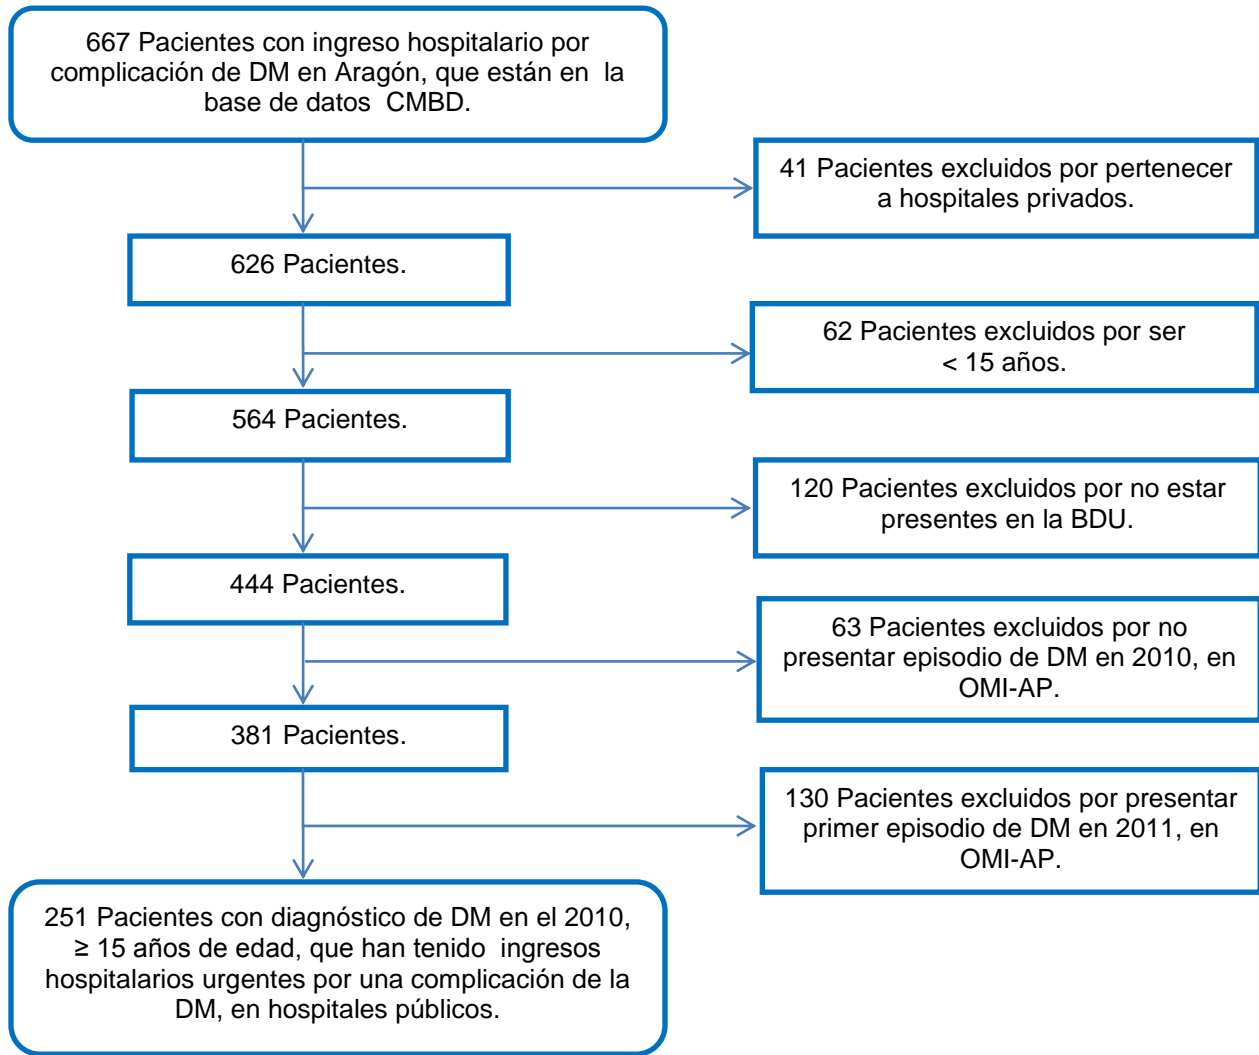 667 Pacientes con ingreso hospitalario por
complicación de DM en Aragón, que están en la
base de datos CMBD.
41 Pacientes excluidos por pertenecer
a hospitales privados.
626 Pacientes.
62 Pacientes excluidos por ser
< 15 años.
564 Pacientes.
120 Pacientes excluidos por no estar
presentes en la BDU.
444 Pacientes.
63 Pacientes excluidos por no
presentar episodio de DM en 2010, en
OMI-AP.
381 Pacientes.
130 Pacientes excluidos por presentar
primer episodio de DM en 2011, en
OMI-AP.
251 Pacientes con diagnóstico de DM en el 2010,
≥ 15 años de edad, que han tenido ingresos
hospitalarios urgentes por una complicación de la
DM, en hospitales públicos.